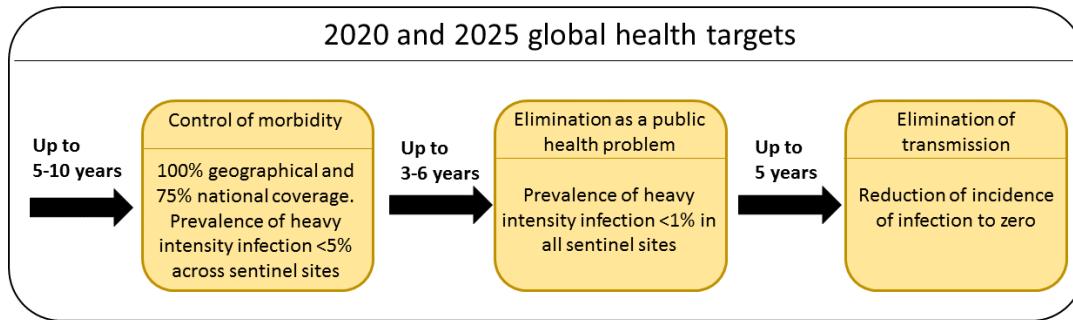 2020 and 2025 global health targets
Up to
5-10 years
Control of morbidity
100% geographical and
75% national coverage.
Prevalence of heavy
intensity infection <5%
across sentinel sites
Up to
3-6 years
Elimination as a public
health problem
Prevalence of heavy
intensity infection <1% in
all sentinel sites
Up to
5 years
Elimination of
transmission
Reduction of incidence
of infection to zero